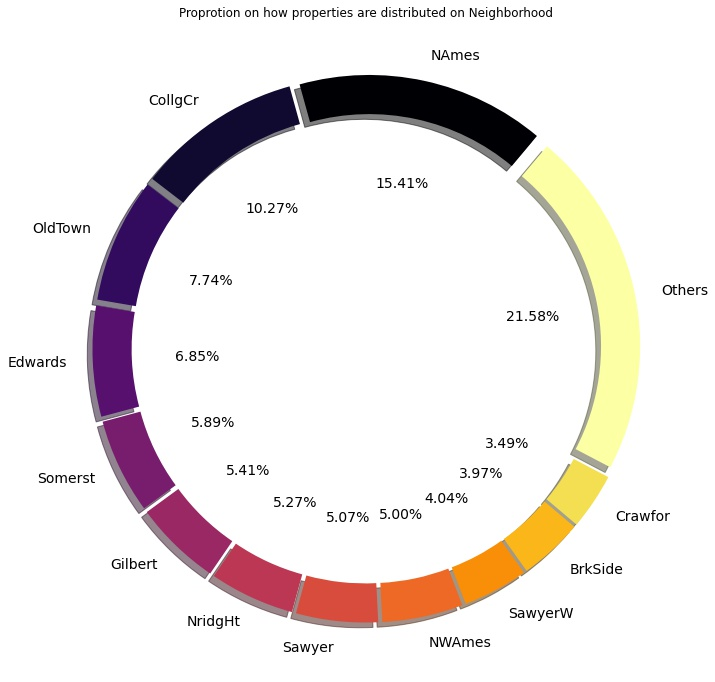 Proprotion on how properties are distributed on Neighborhood
NAmes
CollgCr
15.41%
10.27%
OldTown
7.74%
Others
21.58%
Edwards
6.85%
5.89%
3.49%
5.41%
3.97%
Somerst
4.04%
5.27%
5.07%
5.00%
Crawfor
Gilbert
BrkSide
SawyerW
NridgHt
NWAmes
Sawyer